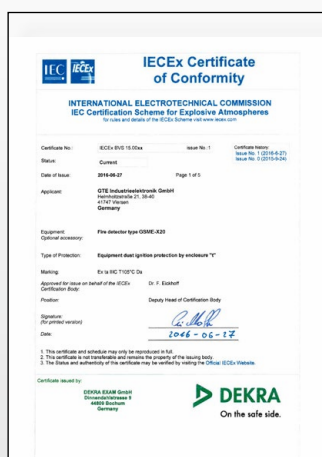 IEC IECEx
IECEx Certificate
of Conformity
INTERNATIONAL ELECTROTECHNICAL COMMISSION
IEC Certification Scheme for Explosive Atmospheres
for rules and details of the IECEx Scheme visit www.iecex.com
Certificate No.: IECEx BVS 15.00xx Issue No.: 1 Certificate history:
Issue No. 1 (2016-6-27)
Status: Current Issue No. 0 (2015-9-24)
Date of Issue: 2016-06-27 Page 1 of 5
Applicant: GTE Industrieelektronik GmbH
Helmholtzstraße 21, 38-40
41747 Viersen
Germany
Equipment: Fire detector type GSME-X20
Optional accessory:
Type of Protection: Equipment dust ignition protection by enclosure "t"
Marking: Ex ta IIIC T105°C Da
Approved for issue on behalf of the IECEx Dr. F. Eickhoff
Certification Body:
Position: Deputy Head of Certification Body
Signature:
(for printed version)
Date: 2016-06-27
1. This certificate and schedule may only be reproduced in full.
2. This certificate is not transferable and remains the property of the issuing body.
3. The Status and authenticity of this certificate may be verified by visiting the Official IECEx Website.
Certificate issued by:
DEKRA EXAM GmbH
Dinnendahlstrasse 9
44809 Bochum
Germany
DEKRA
On the safe side.